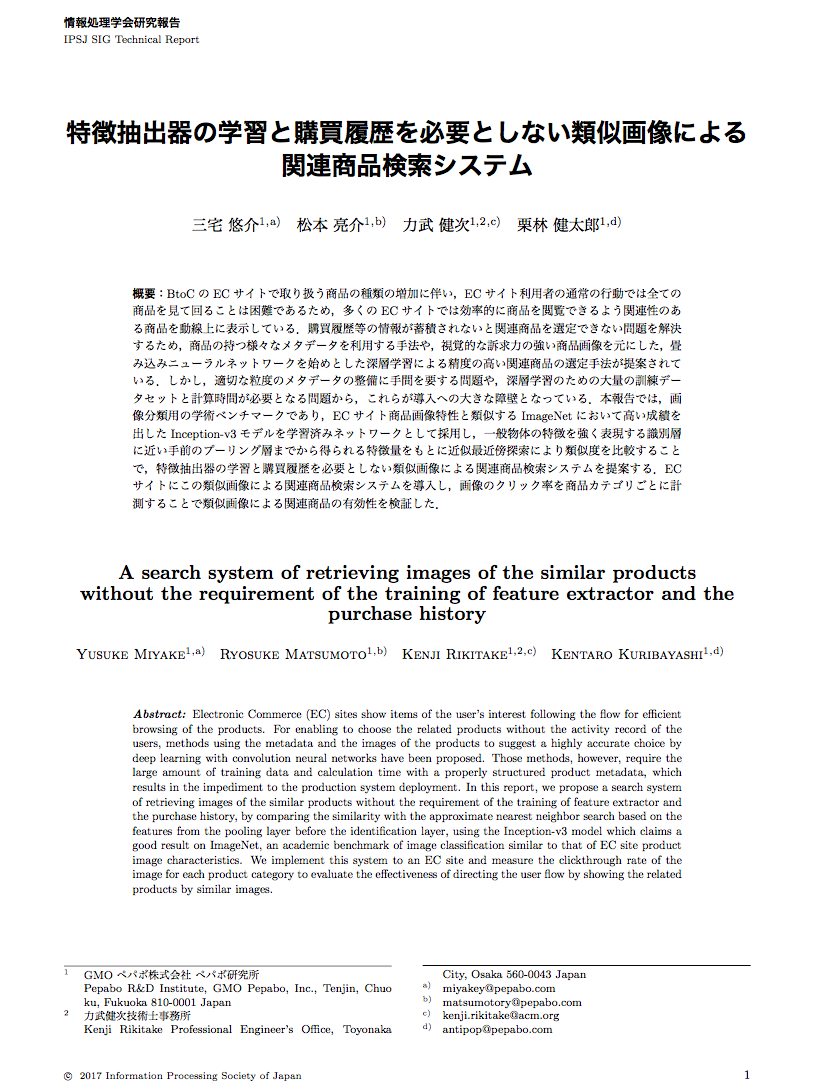 情報処理学会研究報告
IPSJ SIG Technical Report
特徴抽出器の学習と購買履歴を必要としない類似画像による
関連商品検索システム
三宅 悠介1,a) 松本 亮介1,b) 力武 健次1,2,c) 栗林 健太郎1,d)
概要：BtoC の EC サイトで取り扱う商品の種類の増加に伴い，EC サイト利用者の通常の行動では全ての
商品を見て回ることは困難であるため，多くの EC サイトでは効率的に商品を閲覧できるよう関連性のあ
る商品を動線上に表示している．購買履歴等の情報が蓄積されないと関連商品を選定できない問題を解決
するため，商品の持つ様々なメタデータを利用する手法や，視覚的な訴求力の強い商品画像を元にした，畳
み込みニューラルネットワークを始めとした深層学習による精度の高い関連商品の選定手法が提案されて
いる．しかし，適切な粒度のメタデータの整備に手間を要する問題や，深層学習のための大量の訓練デー
タセットと計算時間が必要となる問題から，これらが導入への大きな障壁となっている．本報告では，画
像分類用の学術ベンチマークであり，EC サイト商品画像特性と類似する ImageNet において高い成績を
出した Inception-v3 モデルを学習済みネットワークとして採用し，一般物体の特徴を強く表現する識別層
に近い手前のプーリング層までから得られる特徴量をもとに近似最近傍探索により類似度を比較すること
で，特徴抽出器の学習と購買履歴を必要としない類似画像による関連商品検索システムを提案する．EC
サイトにこの類似画像による関連商品検索システムを導入し，画像のクリック率を商品カテゴリごとに計
測することで類似画像による関連商品の有効性を検証した．
A search system of retrieving images of the similar products
without the requirement of the training of feature extractor and the
purchase history
Yusuke Miyake1,a) Ryosuke Matsumoto1,b) Kenji Rikitake1,2,c) Kentaro Kuribayashi1,d)
Abstract: Electronic Commerce (EC) sites show items of the user's interest following the flow for efficient
browsing of the products. For enabling to choose the related products without the activity record of the
users, methods using the metadata and the images of the products to suggest a highly accurate choice by
deep learning with convolution neural networks have been proposed. Those methods, however, require the
large amount of training data and calculation time with a properly structured product metadata, which
results in the impediment to the production system deployment. In this report, we propose a search system
of retrieving images of the similar products without the requirement of the training of feature extractor and
the purchase history, by comparing the similarity with the approximate nearest neighbor search based on the
features from the pooling layer before the identification layer, using the Inception-v3 model which claims a
good result on ImageNet, an academic benchmark of image classification similar to that of EC site product
image characteristics. We implement this system to an EC site and measure the clickthrough rate of the
image for each product category to evaluate the effectiveness of directing the user flow by showing the related
products by similar images.
1 GMO ペパボ株式会社 ペパボ研究所
Pepabo R&D Institute, GMO Pepabo, Inc., Tenjin, Chuo
ku, Fukuoka 810-0001 Japan
2 力武健次技術士事務所
Kenji Rikitake Professional Engineer's Office, Toyonaka
City, Osaka 560-0043 Japan
a) miyakey@pepabo.com
b) matsumotory@pepabo.com
c) kenji.rikitake@acm.org
d) antipop@pepabo.com
© 2017 Information Processing Society of Japan
1